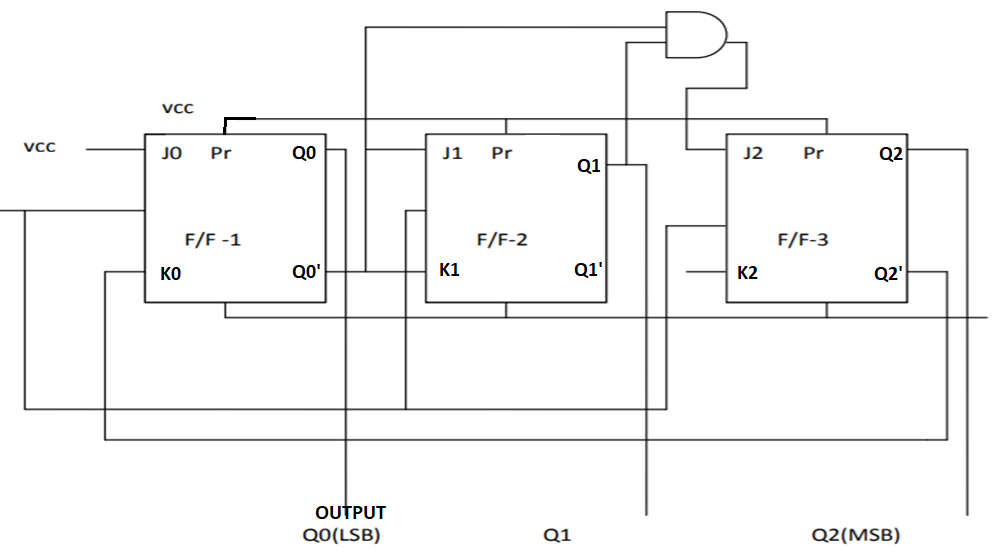 vcc
vcc
J0 Pr Q0
J1 Pr Q1
J2 Pr Q2
F/F -1
F/F-2
F/F-3
K0 Q0'
K1 Q1'
K2 Q2'
OUTPUT
Q0(LSB) Q1 Q2(MSB)